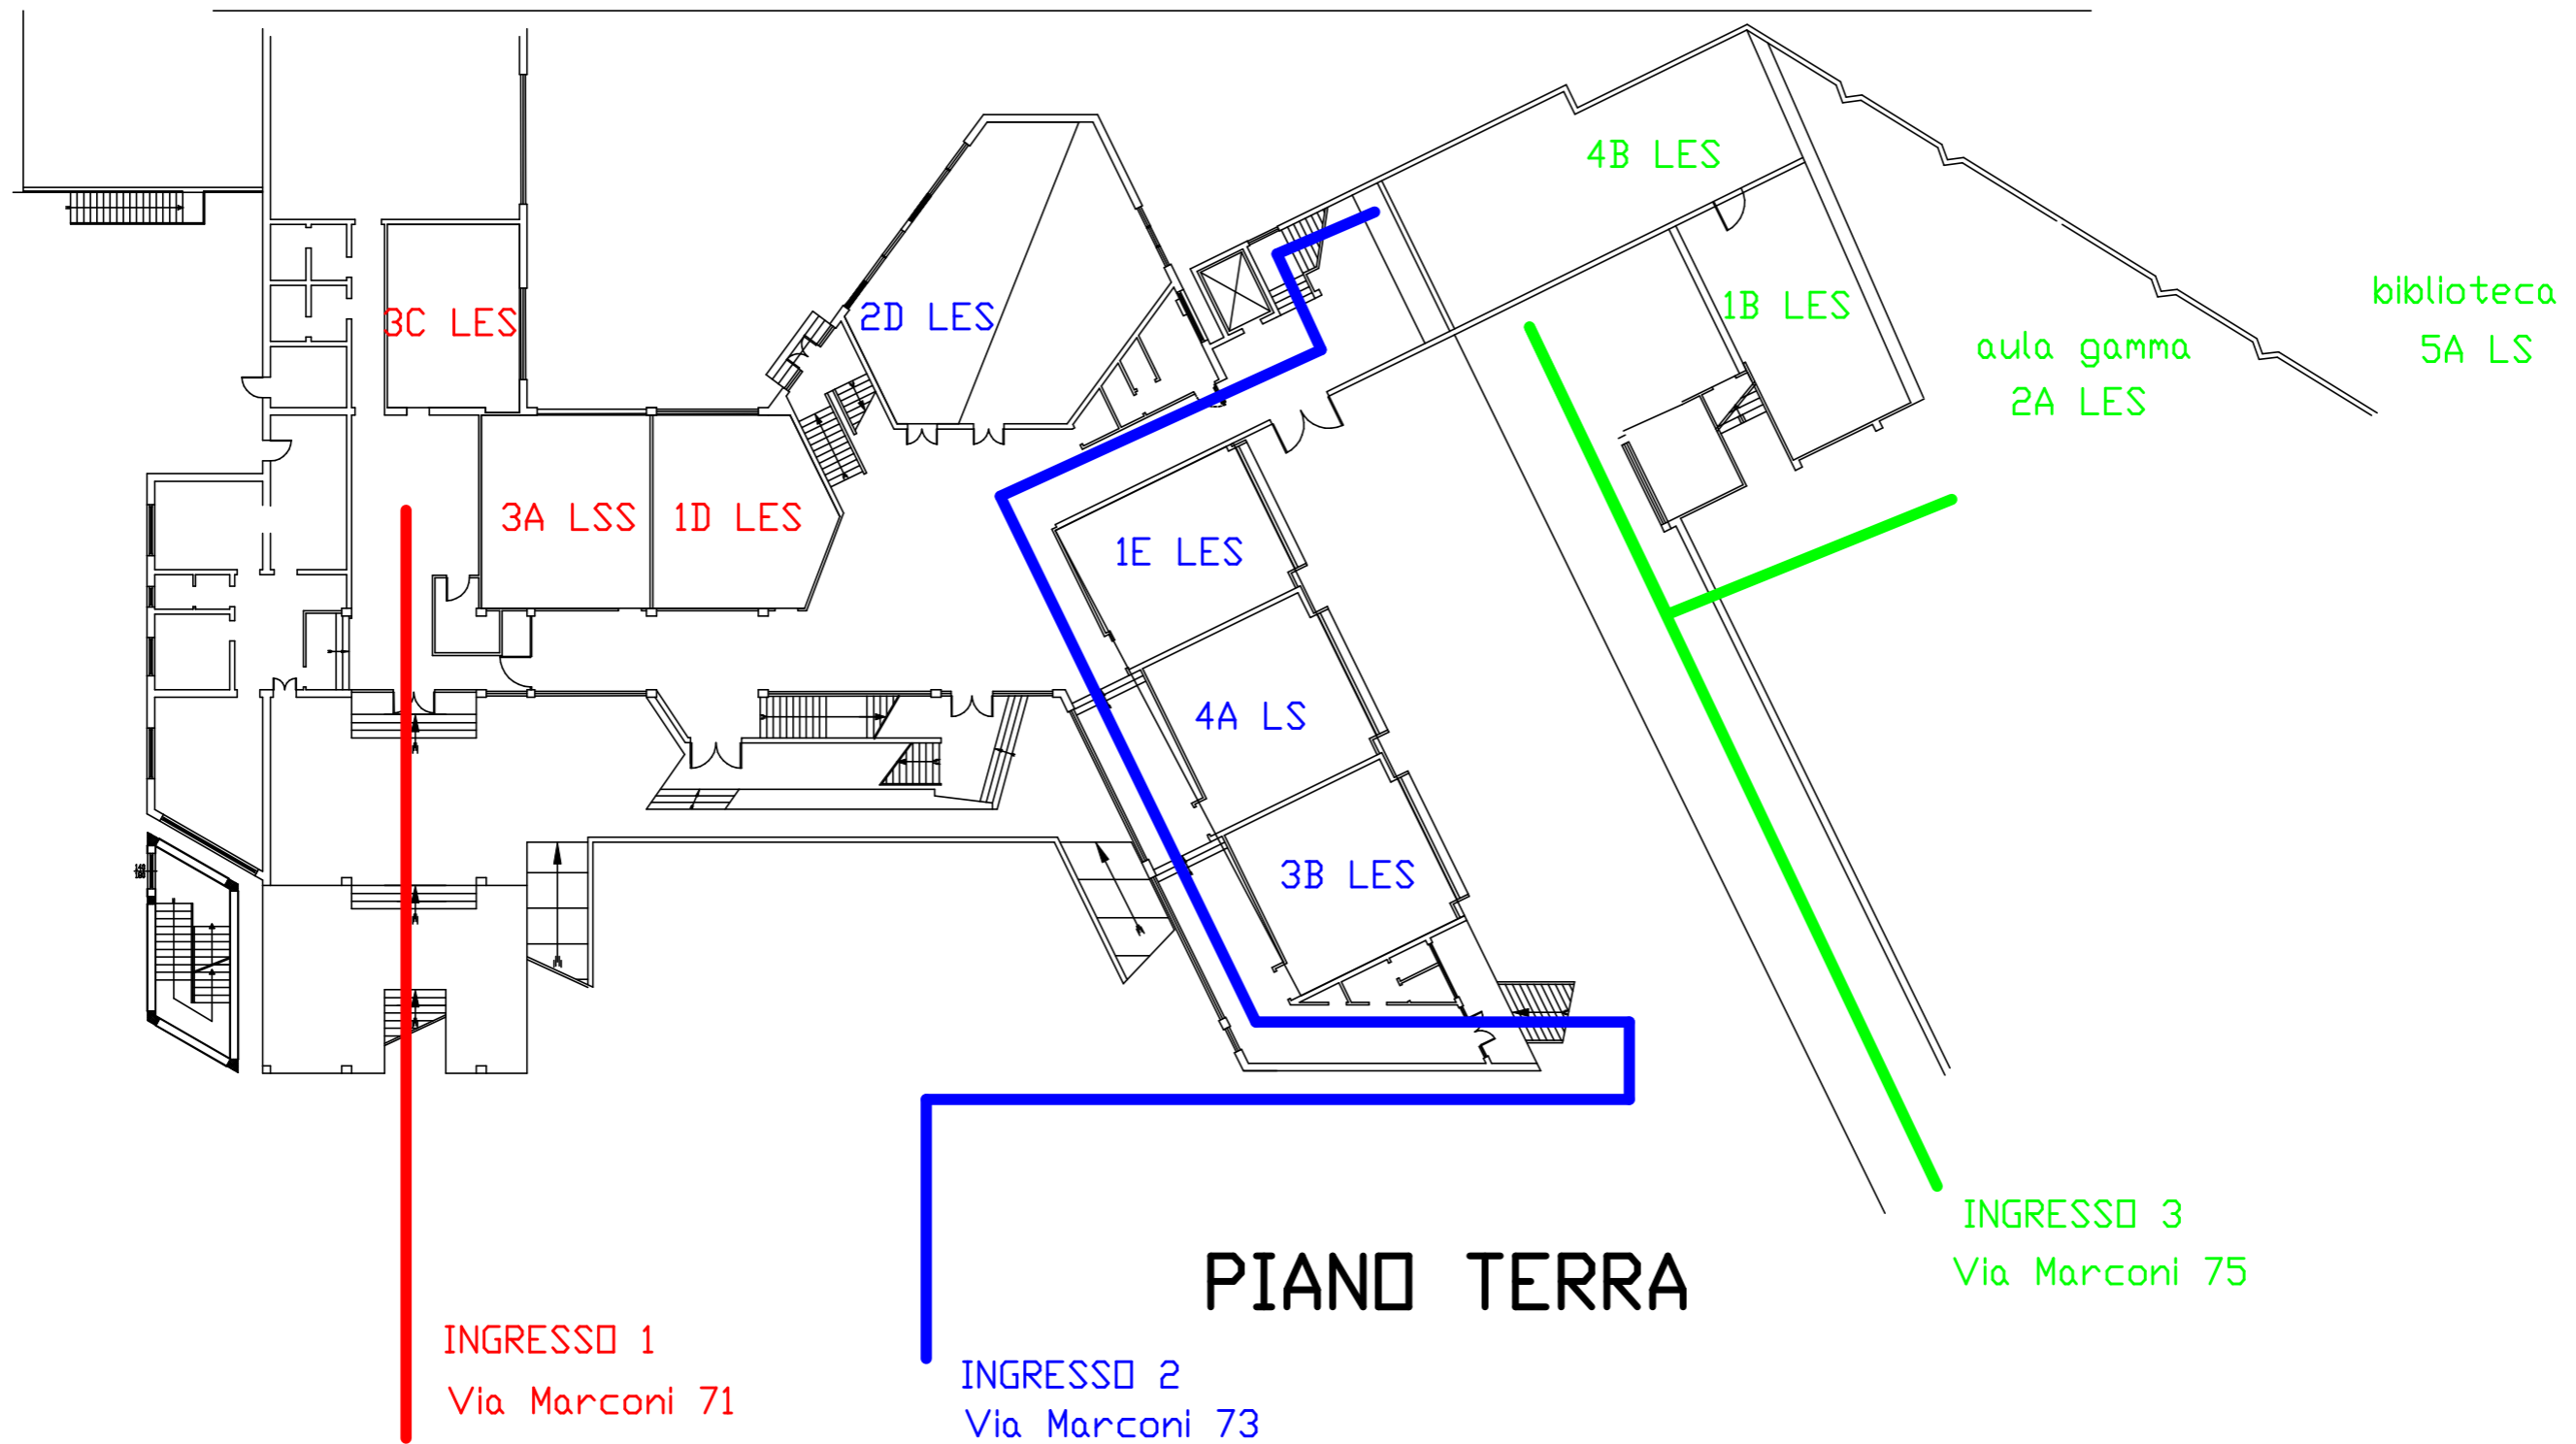 4B LES
3C LES
2D LES
1B LES
biblioteca
5A LS
aula gamma
2A LES
3A LSS
1D LES
1E LES
4A LS
3B LES
INGRESSO 3
Via Marconi 75
PIANO TERRA
INGRESSO 1
Via Marconi 71
INGRESSO 2
Via Marconi 73